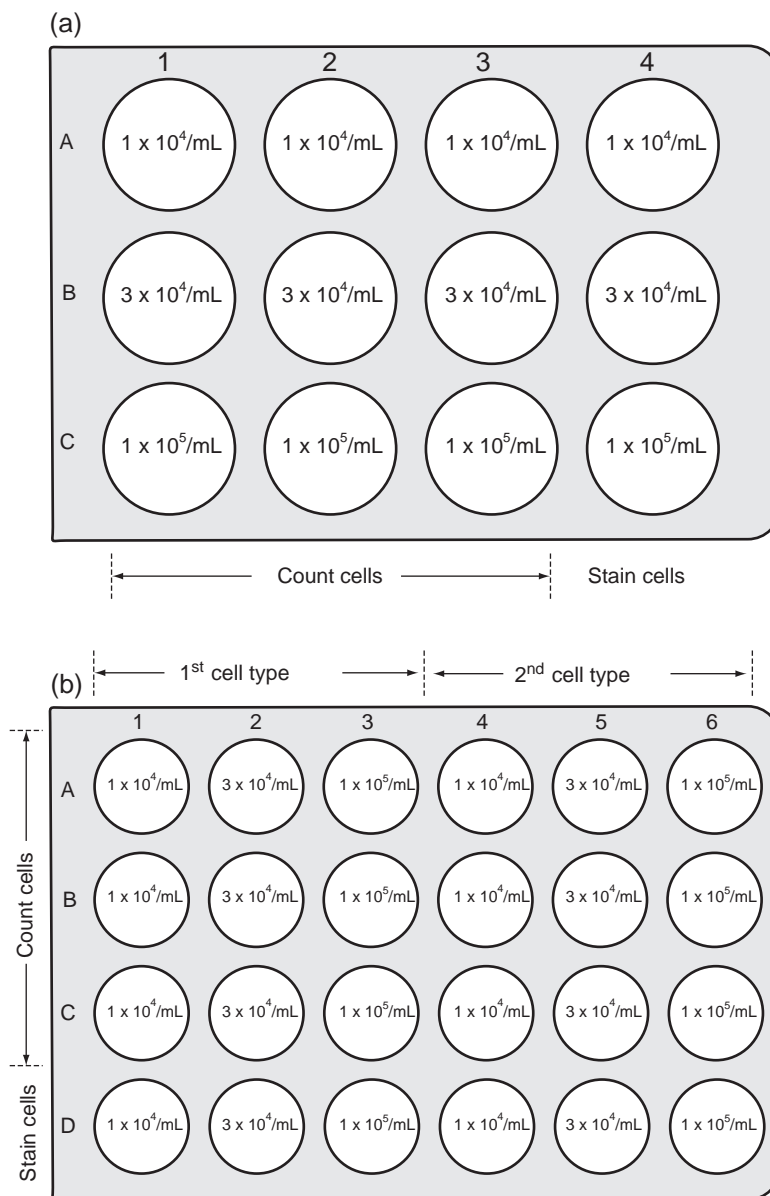 (a)
1 2 3 4
A 1 x 10⁴/mL 1 x 10⁴/mL 1 x 10⁴/mL 1 x 10⁴/mL
B 3 x 10⁴/mL 3 x 10⁴/mL 3 x 10⁴/mL 3 x 10⁴/mL
C 1 x 10⁵/mL 1 x 10⁵/mL 1 x 10⁵/mL 1 x 10⁵/mL
Count cells Stain cells
1st cell type 2nd cell type
(b)
1 2 3 4 5 6
A 1 x 10⁴/mL 3 x 10⁴/mL 1 x 10⁵/mL 1 x 10⁴/mL 3 x 10⁴/mL 1 x 10⁵/mL
B 1 x 10⁴/mL 3 x 10⁴/mL 1 x 10⁵/mL 1 x 10⁴/mL 3 x 10⁴/mL 1 x 10⁵/mL
C 1 x 10⁴/mL 3 x 10⁴/mL 1 x 10⁵/mL 1 x 10⁴/mL 3 x 10⁴/mL 1 x 10⁵/mL
D 1 x 10⁴/mL 3 x 10⁴/mL 1 x 10⁵/mL 1 x 10⁴/mL 3 x 10⁴/mL 1 x 10⁵/mL
Count cells
Stain cells